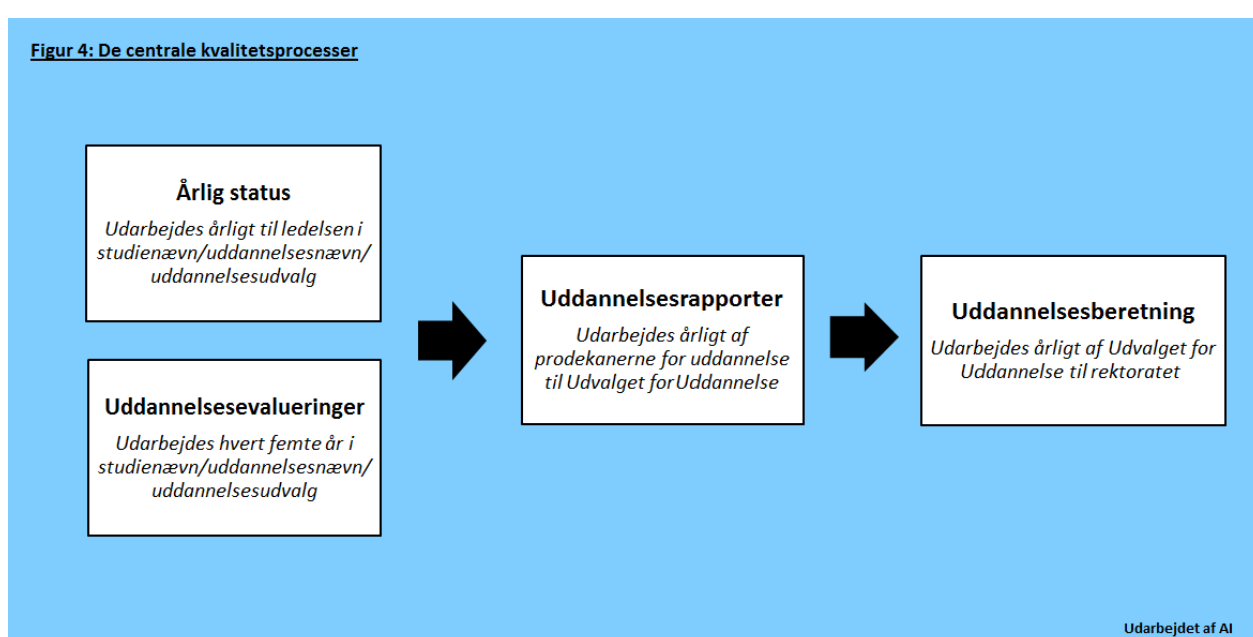 Figur 4: De centrale kvalitetsprocesser
Årlig status
Udarbejdes årligt til ledelsen i
studienævn/uddannelsesnævn/
uddannelsesudvalg
Uddannelsesevalueringer
Udarbejdes hvert femte år i
studienævn/uddannelsesnævn/
uddannelsesudvalg
Uddannelsesrapporter
Udarbejdes årligt af
prodekanerne for uddannelse
til Udvalget for Uddannelse
Uddannelsesberetning
Udarbejdes årligt af Udvalget for
Uddannelse til rektoratet
Udarbejdet af AI